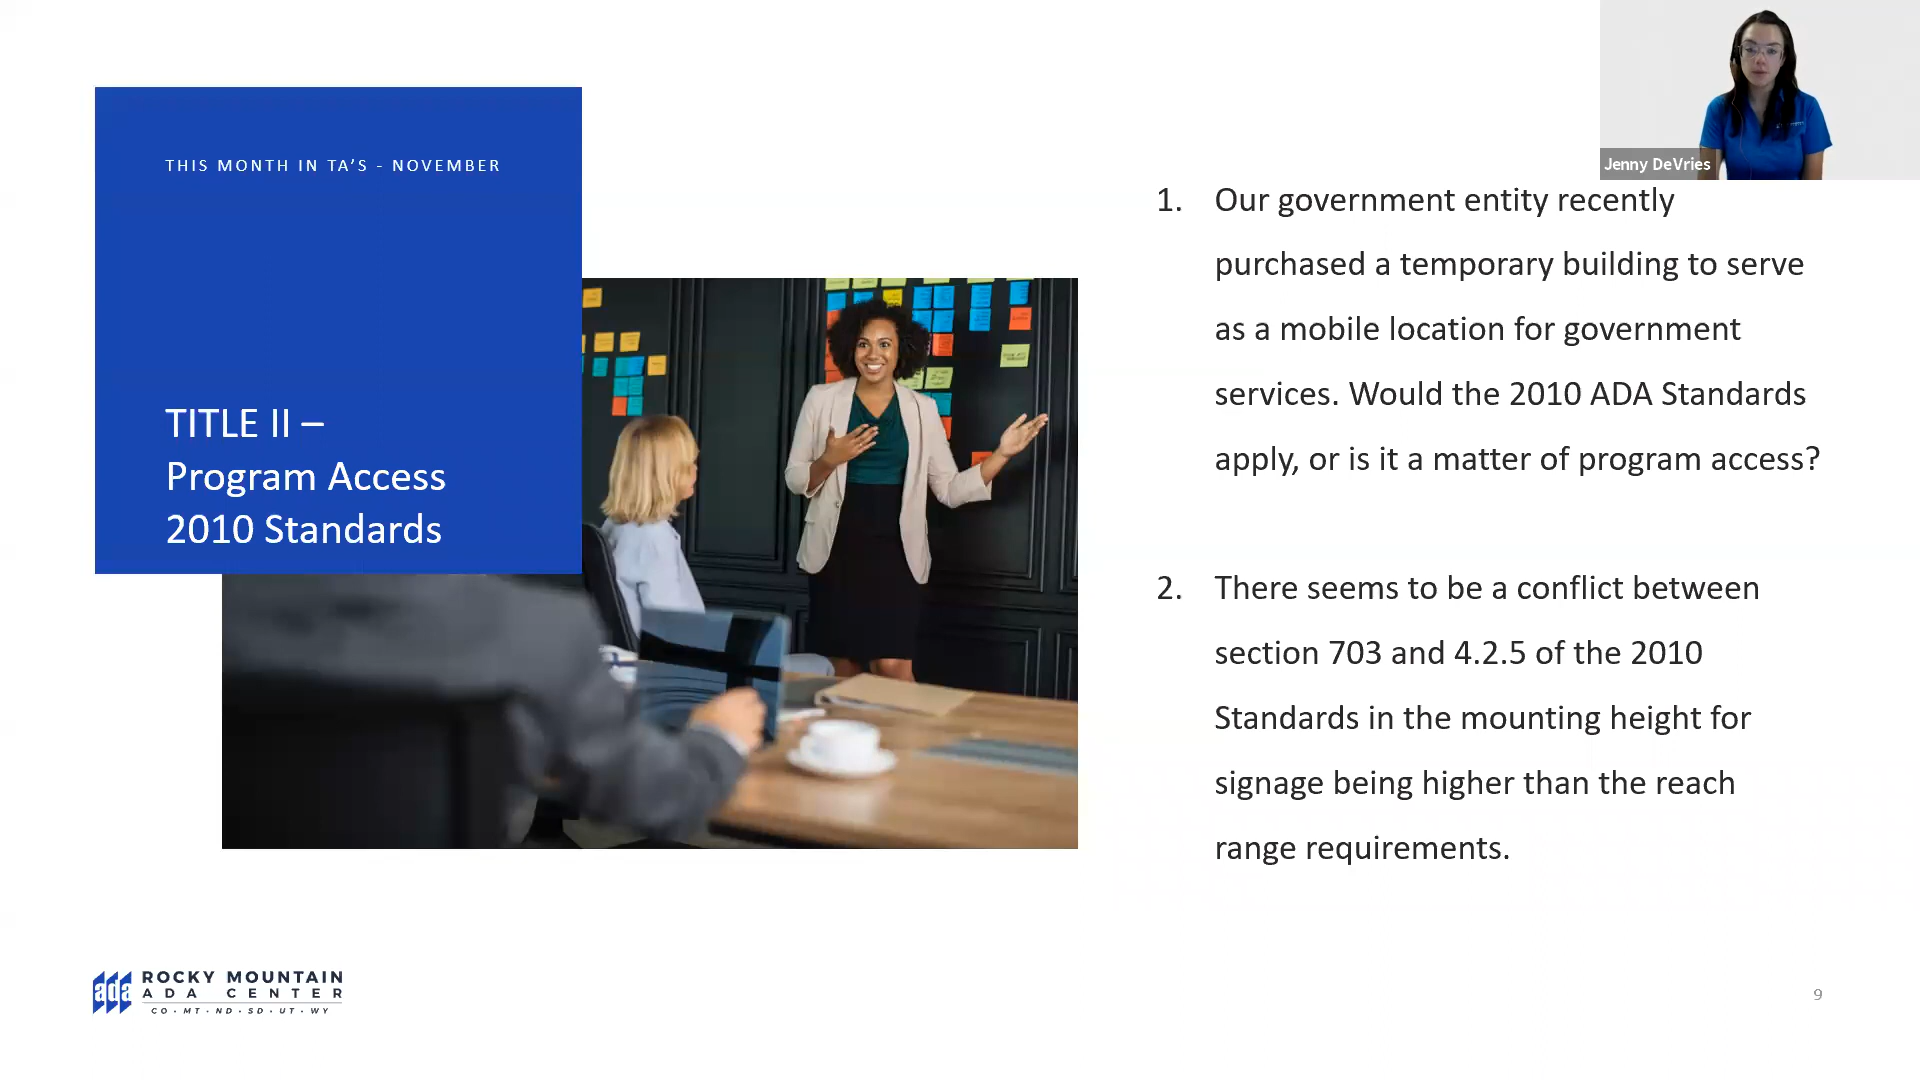 Jenny DeVries
THIS MONTH IN TA’S - NOVEMBER
TITLE II –
Program Access
2010 Standards
1. Our government entity recently
purchased a temporary building to serve
as a mobile location for government
services. Would the 2010 ADA Standards
apply, or is it a matter of program access?
2. There seems to be a conflict between
section 703 and 4.2.5 of the 2010
Standards in the mounting height for
signage being higher than the reach
range requirements.
ada
ROCKY MOUNTAIN
ADA CENTER
CO · MT · ND · SD · UT · WY
9